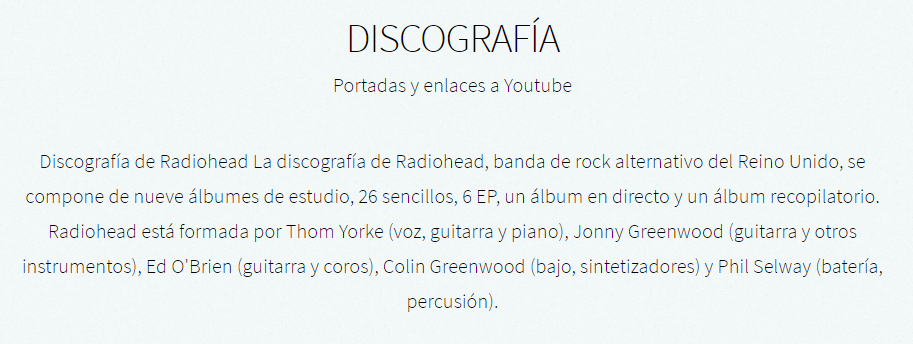 DISCOGRAFÍA
Portadas y enlaces a Youtube
Discografía de Radiohead La discografía de Radiohead, banda de rock alternativo del Reino Unido, se
compone de nueve álbumes de estudio, 26 sencillos, 6 EP, un álbum en directo y un álbum recopilatorio.
Radiohead está formada por Thom Yorke (voz, guitarra y piano), Jonny Greenwood (guitarra y otros
instrumentos), Ed O'Brien (guitarra y coros), Colin Greenwood (bajo, sintetizadores) y Phil Selway (batería,
percusión).